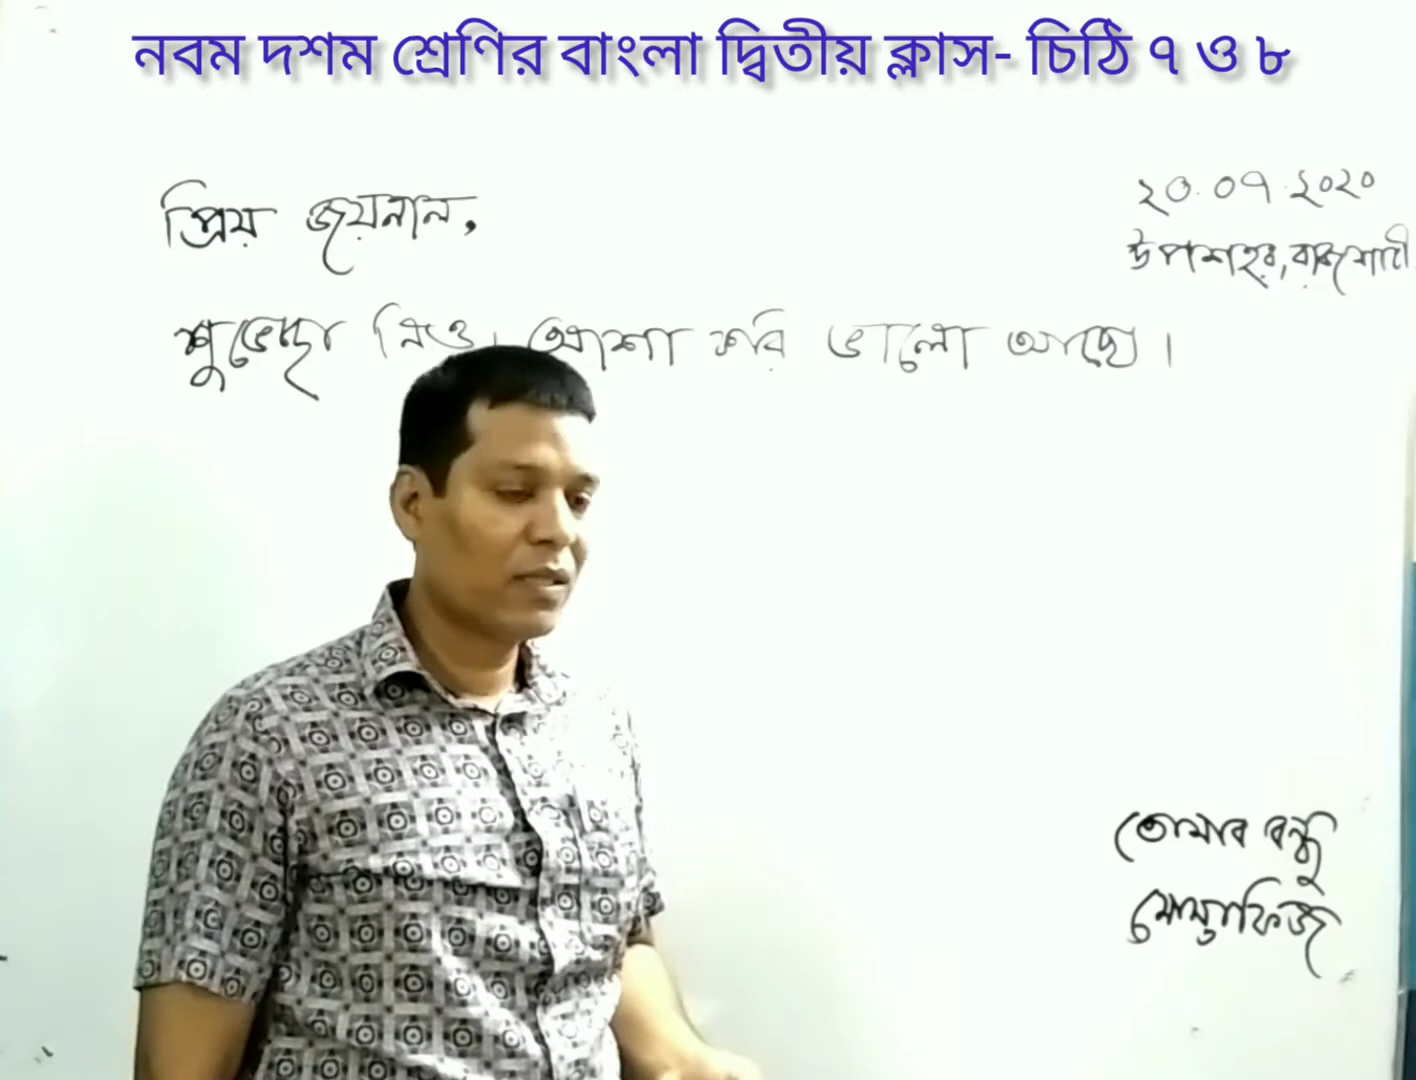 নবম দশম শ্রেণির বাংলা দ্বিতীয় ক্লাস- চিঠি ৭ ও ৮
২০.০৭.২০২০
উপশহর, রাজশাহী
প্রিয় জয়নাল,
শুভেচ্ছা নিও। আশা করি ভালো আছো।
তোমার বন্ধু
মোস্তাফিজ